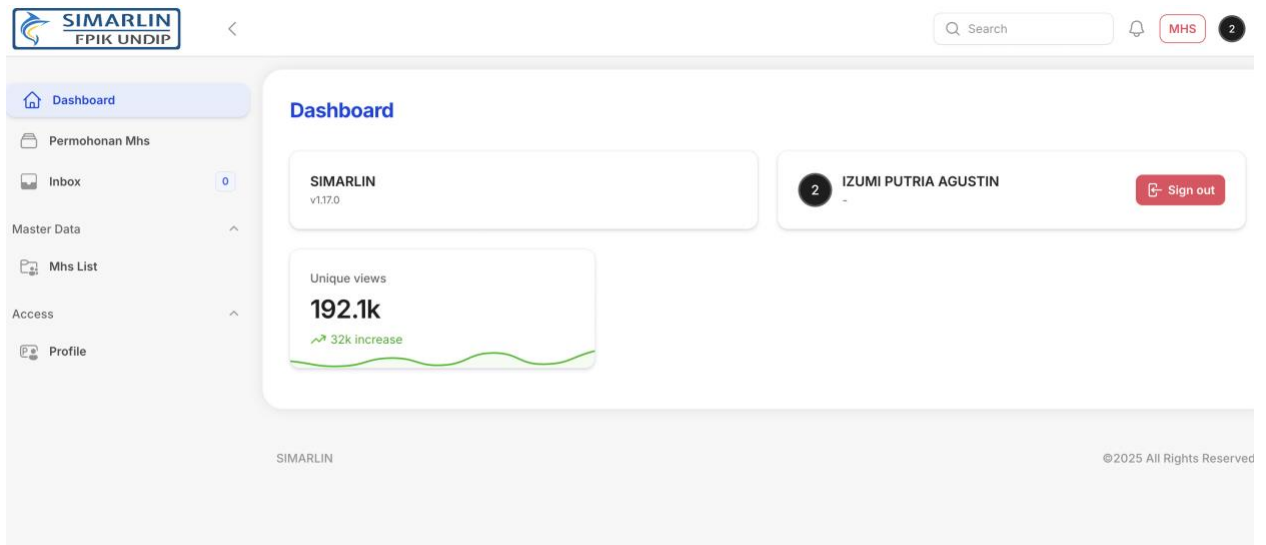 SIMARLIN
FPIK UNDIP
Search
MHS
2
Dashboard
Permohonan Mhs
Inbox
0
Master Data
Mhs List
Access
Profile
Dashboard
SIMARLIN
v1.17.0
2
IZUMI PUTRIA AGUSTIN
-
Sign out
Unique views
192.1k
32k increase
SIMARLIN
©2025 All Rights Reserved